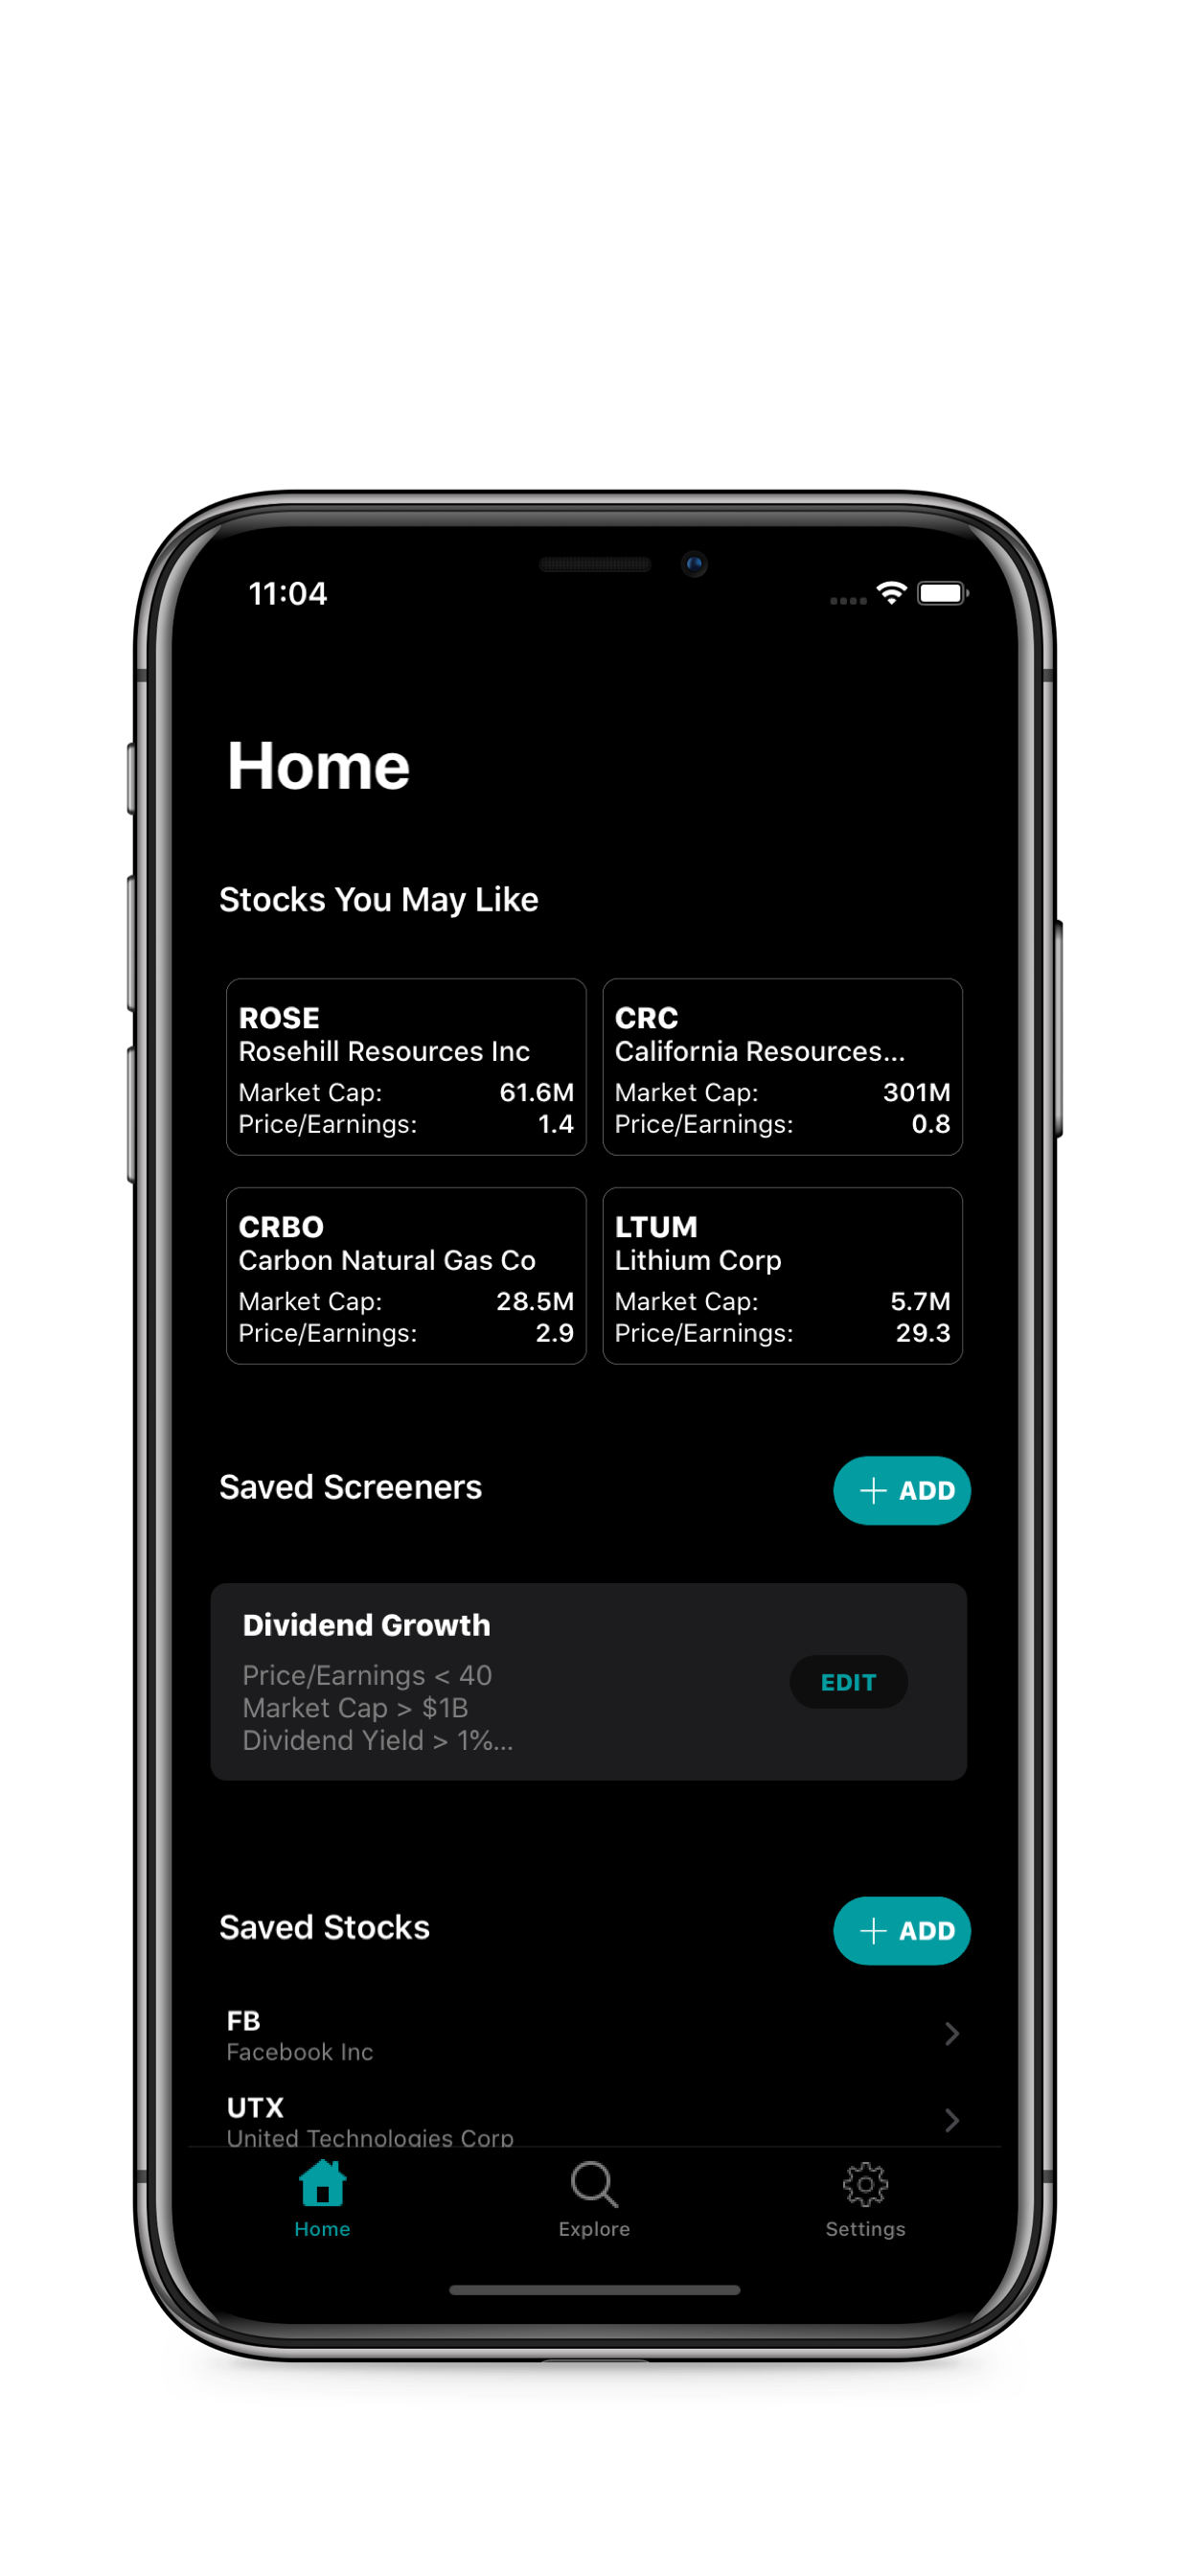 11:04
Home
Stocks You May Like
ROSE
Rosehill Resources Inc
Market Cap: 61.6M
Price/Earnings: 1.4
CRC
California Resources...
Market Cap: 301M
Price/Earnings: 0.8
CRBO
Carbon Natural Gas Co
Market Cap: 28.5M
Price/Earnings: 2.9
LTUM
Lithium Corp
Market Cap: 5.7M
Price/Earnings: 29.3
Saved Screeners
+ ADD
Dividend Growth
Price/Earnings < 40
Market Cap > $1B
Dividend Yield > 1%...
EDIT
Saved Stocks
+ ADD
FB
Facebook Inc
UTX
United Technologies Corp
Home
Explore
Settings